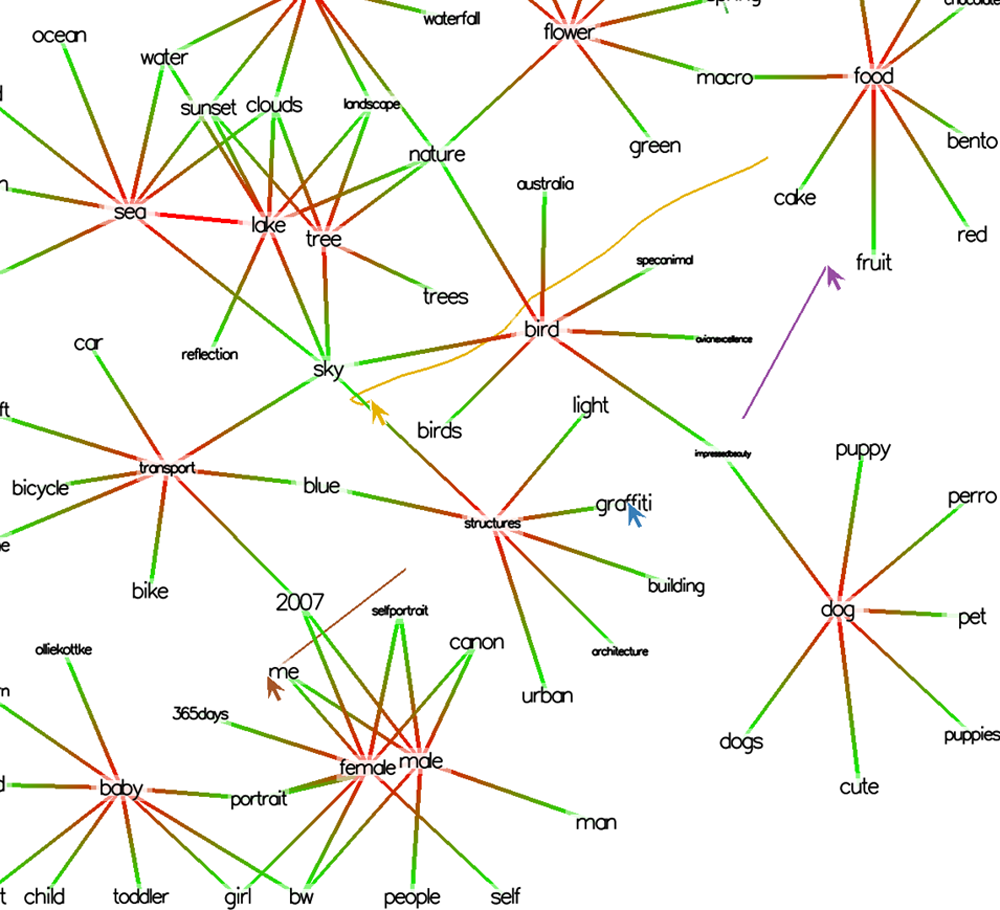 waterfall
flower
ocean
water
macro
food
sunset
clouds
landscape
nature
green
bento
australia
cake
sea
lake
tree
red
specanimal
fruit
trees
bird
avianexcellence
car
reflection
sky
light
birds
puppy
impressedbeauty
transport
bicycle
blue
graffiti
perro
structures
bike
building
2007
selfportrait
dog
pet
olliekottke
canon
architecture
me
urban
365days
dogs
puppies
female
male
baby
portrait
cute
man
child
toddler
girl
bw
people
self